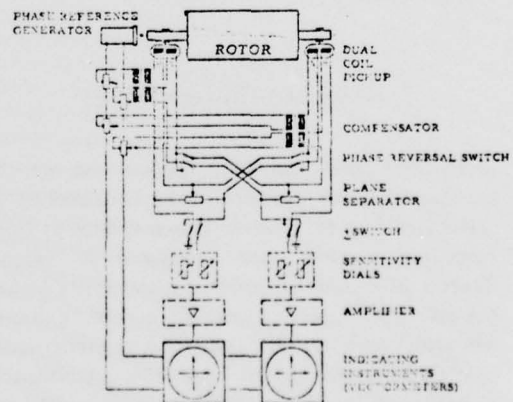 PHASE REFERENCE
GENERATOR
ROTOR
DUAL
COIL
PICKUP
COMPENSATOR
PHASE REVERSAL SWITCH
PLANE
SEPARATOR
SWITCH
SENSITIVITY
DIALS
AMPLIFIER
INDICATING
INSTRUMENTS
(VECTORMETERS)